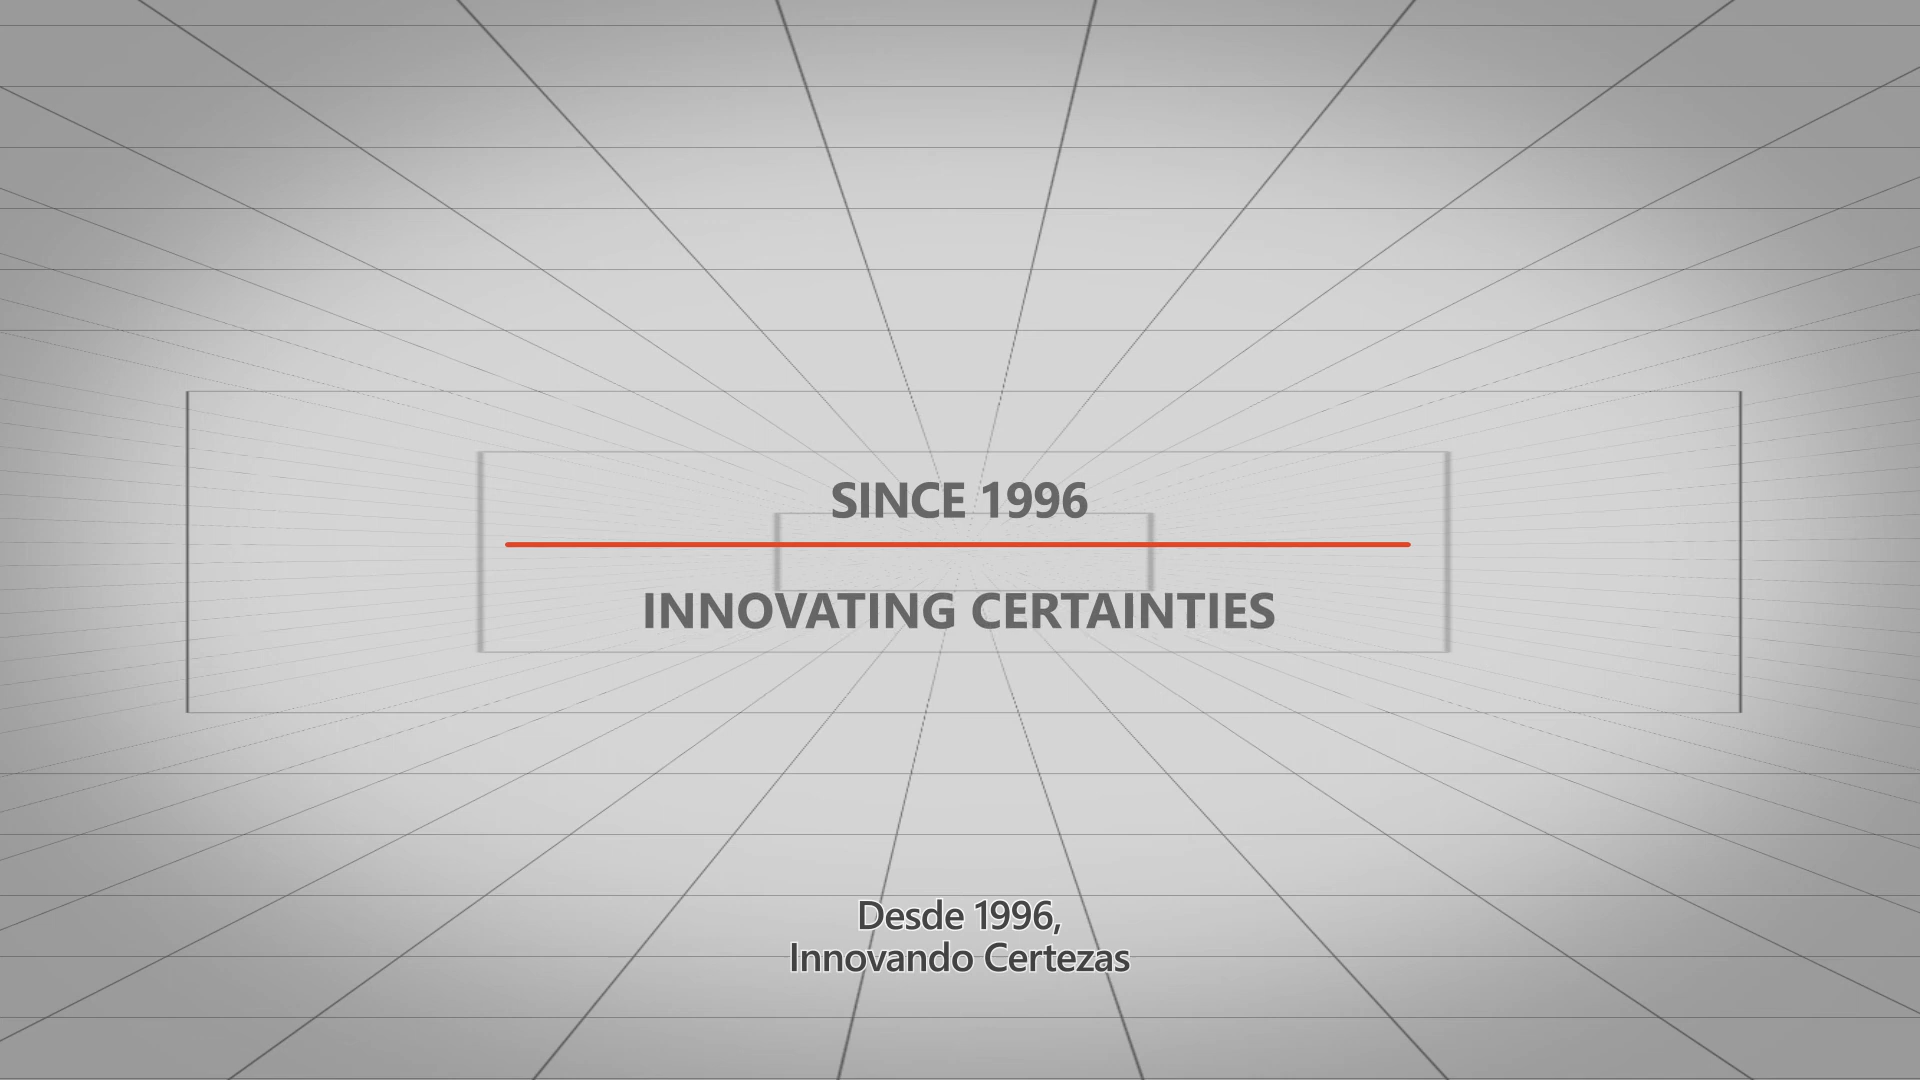 SINCE 1996
INNOVATING CERTAINTIES
Desde 1996,
Innovando Certezas